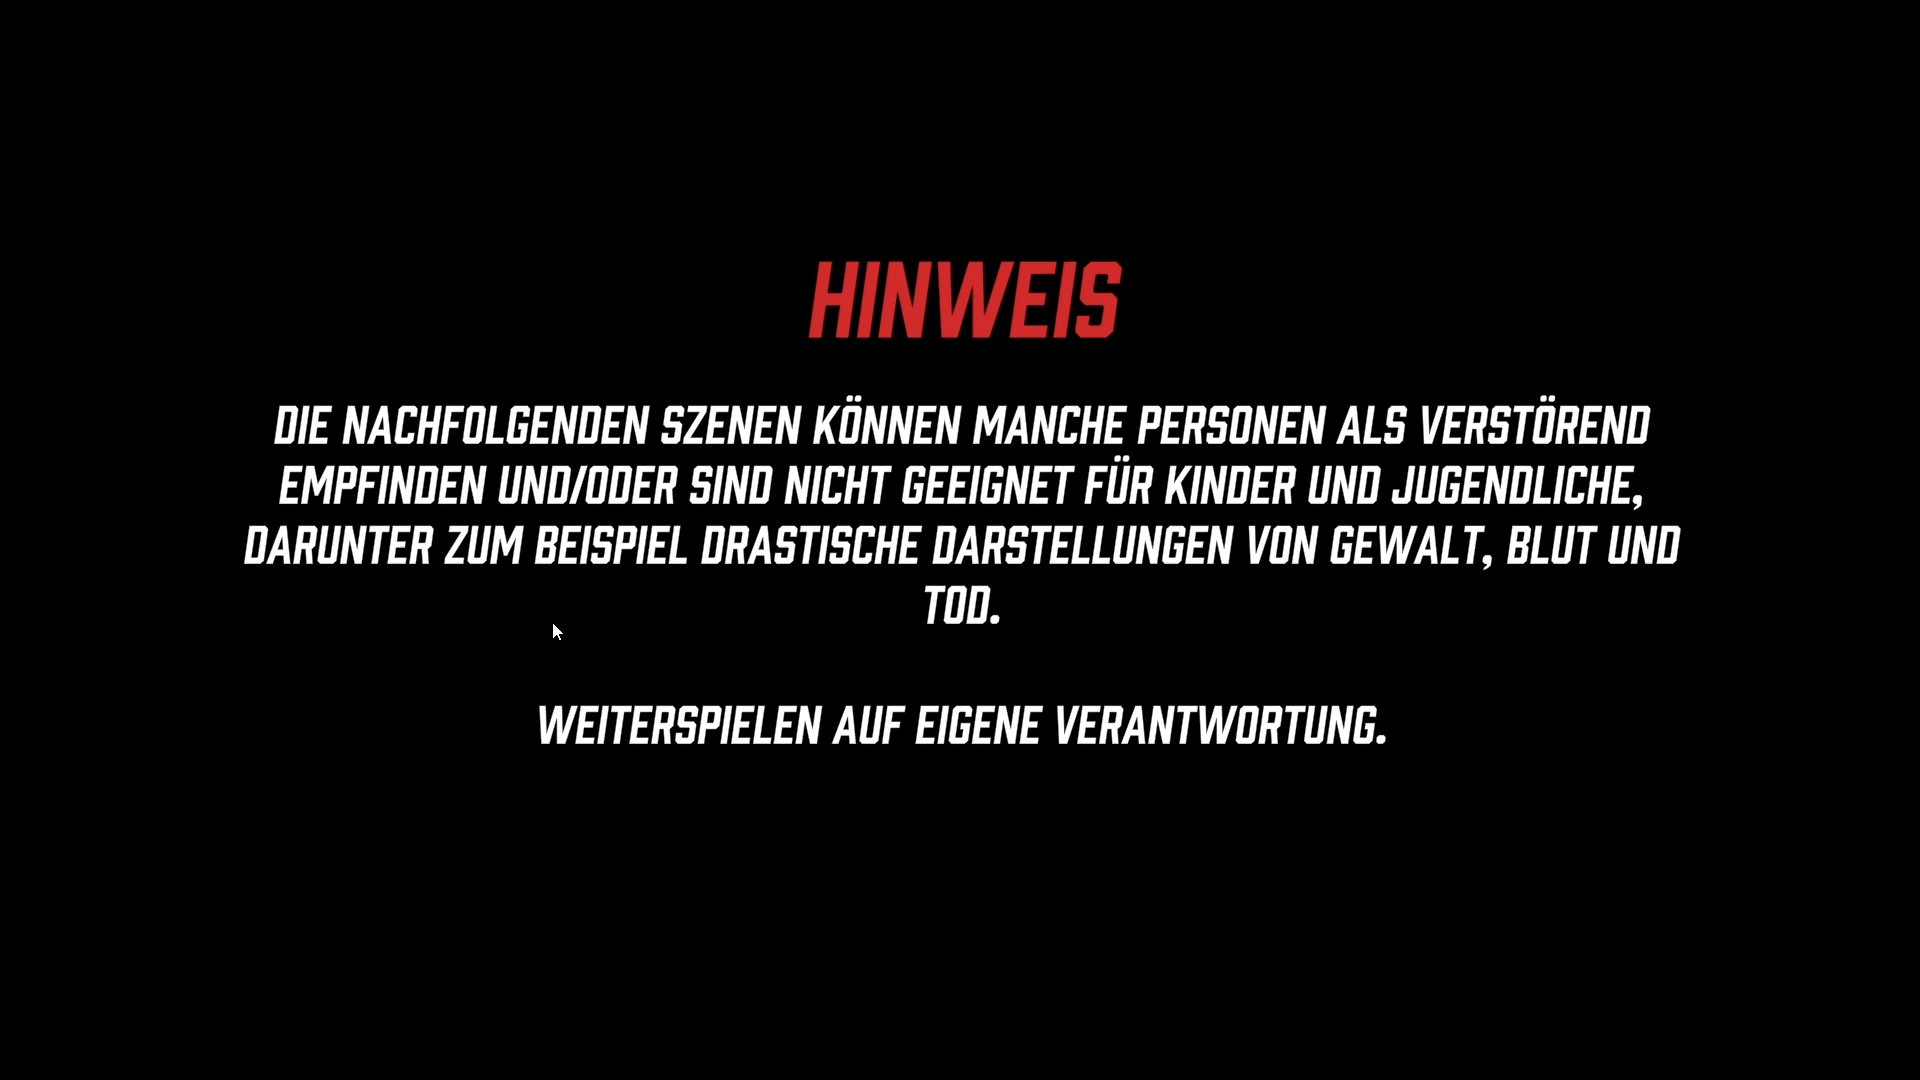 HINWEIS
DIE NACHFOLGENDEN SZENEN KÖNNEN MANCHE PERSONEN ALS VERSTÖREND
EMPFINDEN UND/ODER SIND NICHT GEEIGNET FÜR KINDER UND JUGENDLICHE,
DARUNTER ZUM BEISPIEL DRASTISCHE DARSTELLUNGEN VON GEWALT, BLUT UND
TOD.
WEITERSPIELEN AUF EIGENE VERANTWORTUNG.